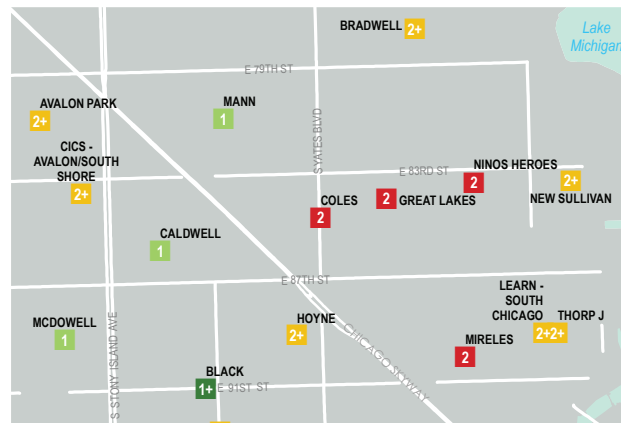 BRADWELL
2+
Lake
Michigan
E 79TH ST
AVALON PARK
2+
MANN
1
CICS -
AVALON/SOUTH
SHORE
2+
S YATES BLVD
E 83RD ST
NINOS HEROES
2
2+
NEW SULLIVAN
COLES
2
2
GREAT LAKES
CALDWELL
1
E 87TH ST
LEARN -
SOUTH
CHICAGO
THORP J
2+2+
MCDOWELL
1
S STONY ISLAND AVE
HOYNE
2+
CHICAGO SKYWAY
MIRELES
2
BLACK
1+
E 91ST ST